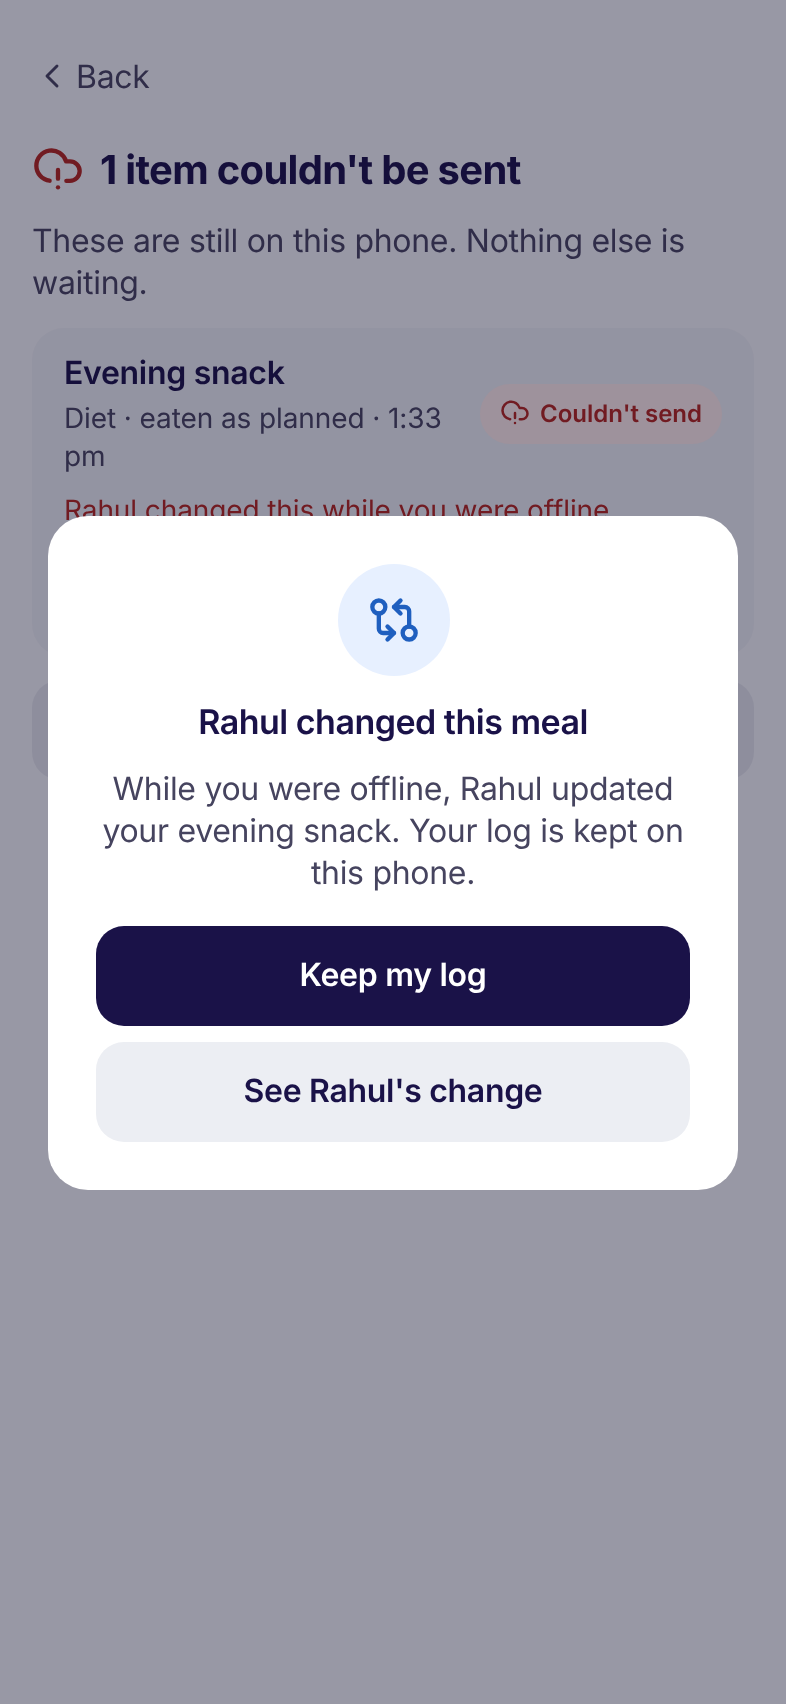 Back
1 item couldn't be sent
These are still on this phone. Nothing else is
waiting.
Evening snack
Diet · eaten as planned · 1:33
pm
Couldn't send
Rahul changed this while you were offline
Rahul changed this meal
While you were offline, Rahul updated
your evening snack. Your log is kept on
this phone.
Keep my log
See Rahul's change